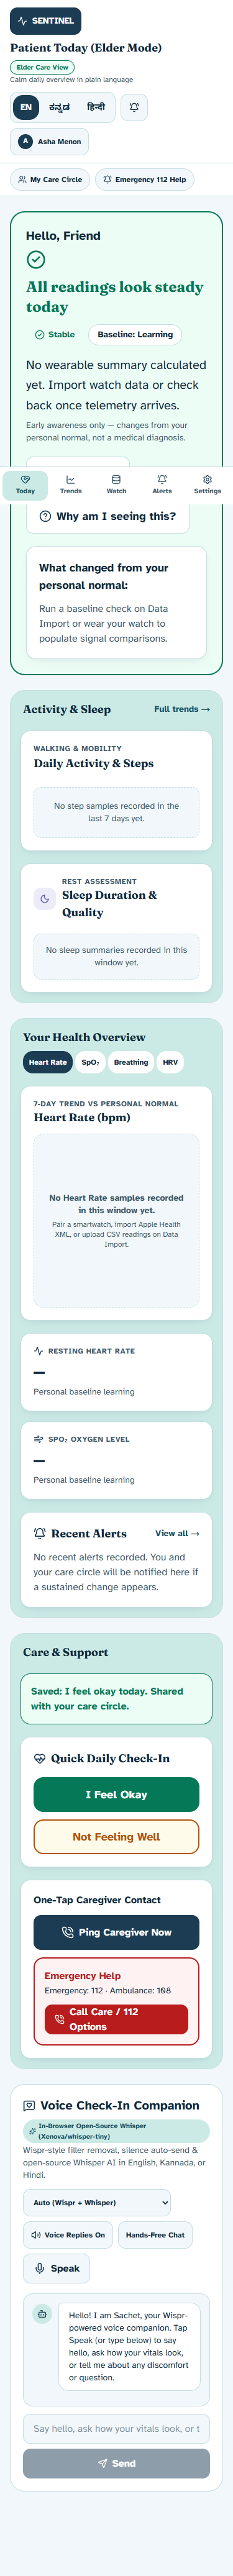 SENTINEL
Patient Today (Elder Mode)
Elder Care View
Calm daily overview in plain language
EN ಕನ್ನಡ हिन्दी
A Asha Menon
My Care Circle Emergency 112 Help
Hello, Friend
All readings look steady
today
Stable Baseline: Learning
No wearable summary calculated
yet. Import watch data or check
back once telemetry arrives.
Early awareness only — changes from your
personal normal, not a medical diagnosis.
Today Trends Watch Alerts Settings
Why am I seeing this?
What changed from your
personal normal:
Run a baseline check on Data
Import or wear your watch to
populate signal comparisons.
Activity & Sleep Full trends →
WALKING & MOBILITY
Daily Activity & Steps
No step samples recorded in the
last 7 days yet.
REST ASSESSMENT
Sleep Duration &
Quality
No sleep summaries recorded in this
window yet.
Your Health Overview
Heart Rate SpO₂ Breathing HRV
7-DAY TREND VS PERSONAL NORMAL
Heart Rate (bpm)
No Heart Rate samples recorded
in this window yet.
Pair a smartwatch, import Apple Health
XML, or upload CSV readings on Data
Import.
RESTING HEART RATE
—
Personal baseline learning
SPO₂ OXYGEN LEVEL
—
Personal baseline learning
Recent Alerts View all →
No recent alerts recorded. You and
your care circle will be notified here if
a sustained change appears.
Care & Support
Saved: I feel okay today. Shared
with your care circle.
Quick Daily Check-In
I Feel Okay
Not Feeling Well
One-Tap Caregiver Contact
Ping Caregiver Now
Emergency Help
Emergency: 112 · Ambulance: 108
Call Care / 112
Options
Voice Check-In Companion
In-Browser Open-Source Whisper
(Xenova/whisper-tiny)
Wispr-style filler removal, silence auto-send &
open-source Whisper AI in English, Kannada, and
Hindi.
Auto (Wispr + Whisper)
Voice Replies On Hands-Free Chat
Speak
Hello! I am Sachet, your Wispr-
powered voice companion. Tap
Speak (or type below) to say
hello, ask how your vitals look,
or tell me about any discomfort
or question.
Say hello, ask how your vitals look, or t
Send